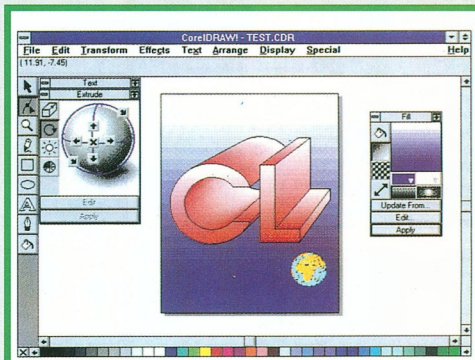 CorelDRAW! - TEST.CDR
File Edit Transform Effects Text Arrange Display Special Help
(11.91, -7.45)
Text
Extrude
Edit
Apply
CL
Fill
Update From...
Edit...
Apply